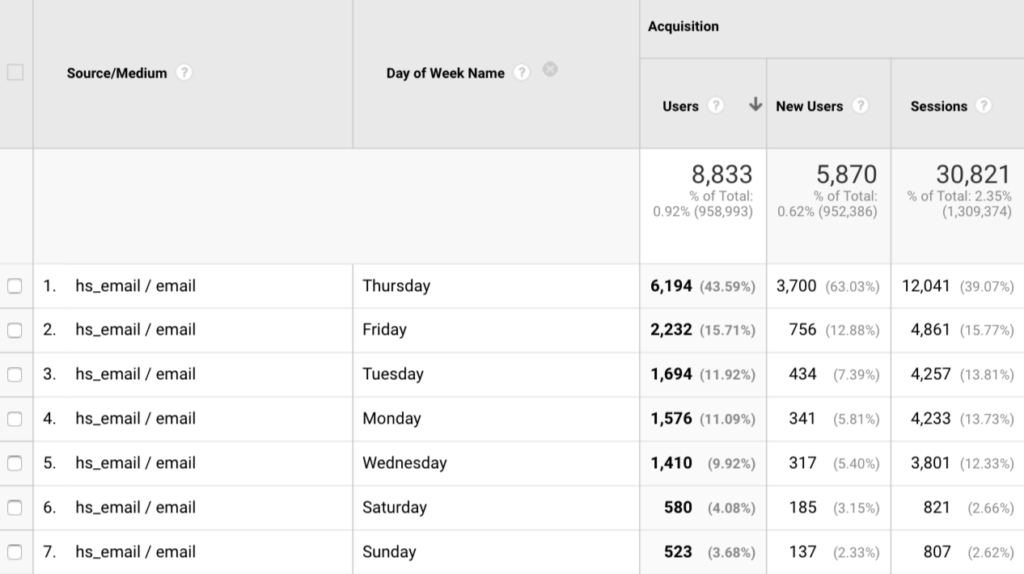 Acquisition
Source/Medium ? Day of Week Name ? Users ? New Users ? Sessions ?
8,833 5,870 30,821
% of Total: % of Total: % of Total: 2.35%
0.92% (958,993) 0.62% (952,386) (1,309,374)
1. hs_email / email Thursday 6,194 (43.59%) 3,700 (63.03%) 12,041 (39.07%)
2. hs_email / email Friday 2,232 (15.71%) 756 (12.88%) 4,861 (15.77%)
3. hs_email / email Tuesday 1,694 (11.92%) 434 (7.39%) 4,257 (13.81%)
4. hs_email / email Monday 1,576 (11.09%) 341 (5.81%) 4,233 (13.73%)
5. hs_email / email Wednesday 1,410 (9.92%) 317 (5.40%) 3,801 (12.33%)
6. hs_email / email Saturday 580 (4.08%) 185 (3.15%) 821 (2.66%)
7. hs_email / email Sunday 523 (3.68%) 137 (2.33%) 807 (2.62%)